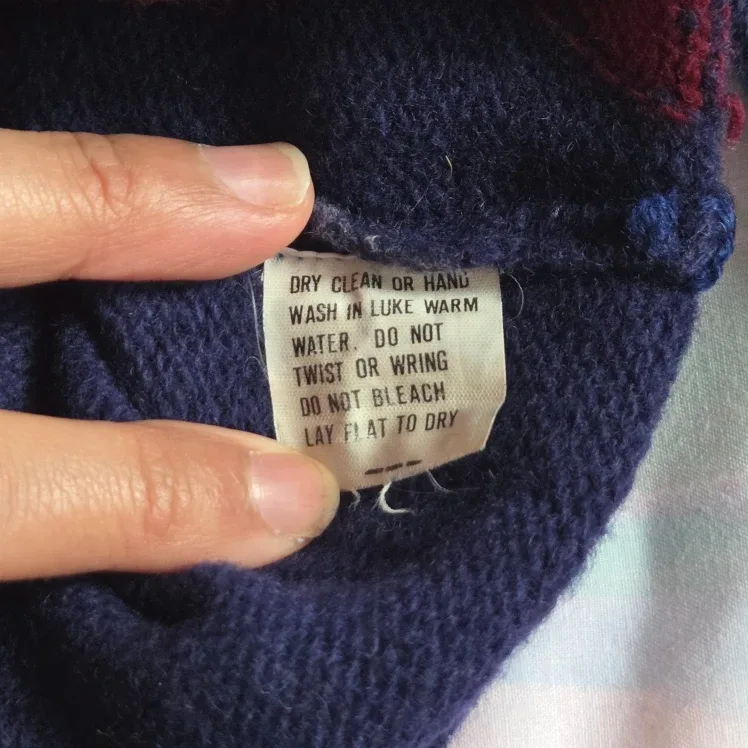 DRY CLEAN OR HAND
WASH IN LUKE WARM
WATER. DO NOT
TWIST OR WRING
DO NOT BLEACH
LAY FLAT TO DRY